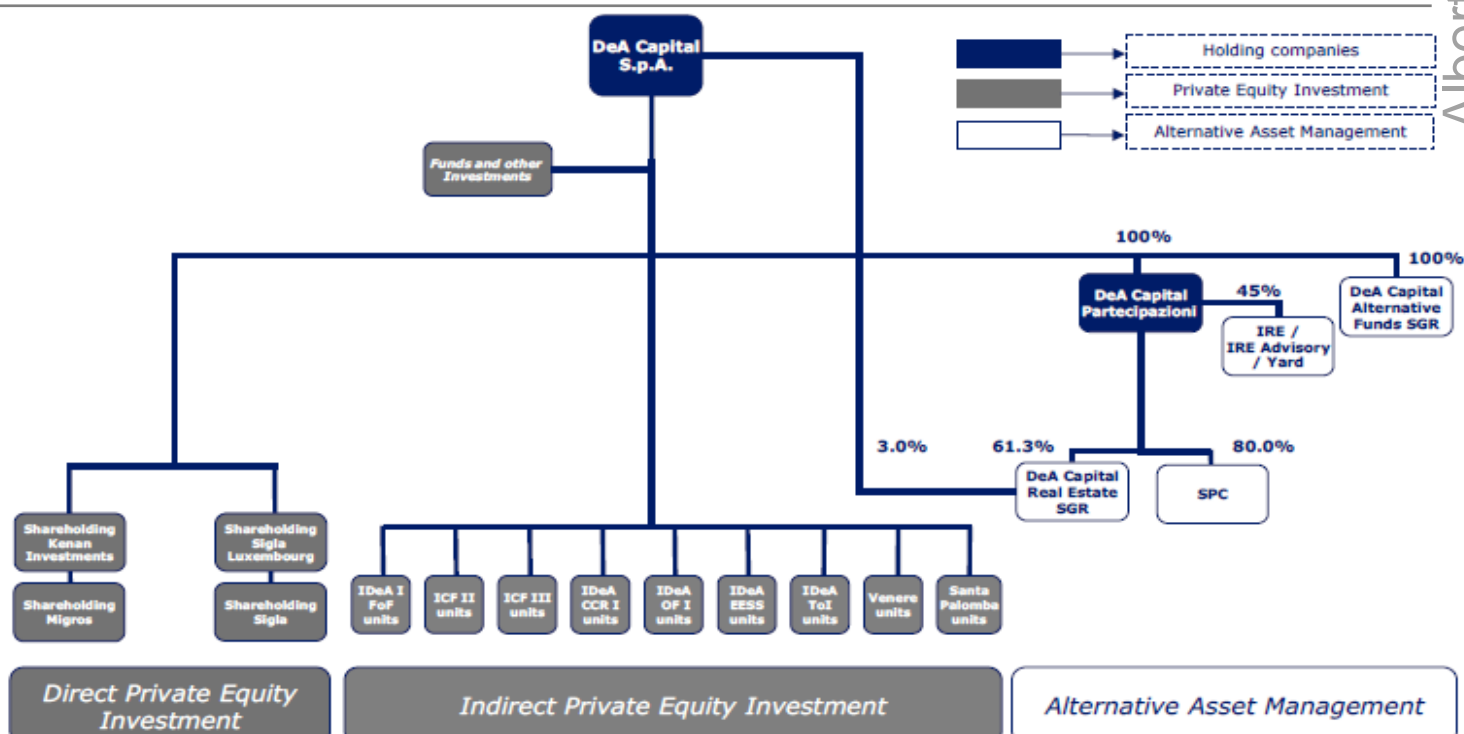 DeA Capital
S.p.A.
Holding companies
Private Equity Investment
Alternative Asset Management
Funds and other
Investments
100%
100%
DeA Capital
Partecipazioni
45%
DeA Capital
Alternative
Funds SGR
IRE /
IRE Advisory
/ Yard
3.0%
61.3%
80.0%
DeA Capital
Real Estate
SGR
SPC
Shareholding
Kenan
Investments
Shareholding
Sigla
Luxembourg
Shareholding
Migros
Shareholding
Sigla
IDeA I
FoF
units
ICF II
units
ICF III
units
IDeA
CCR I
units
IDeA
OF I
units
IDeA
EESS
units
IDeA
ToI
units
Venere
units
Santa
Palomba
units
Direct Private Equity
Investment
Indirect Private Equity Investment
Alternative Asset Management